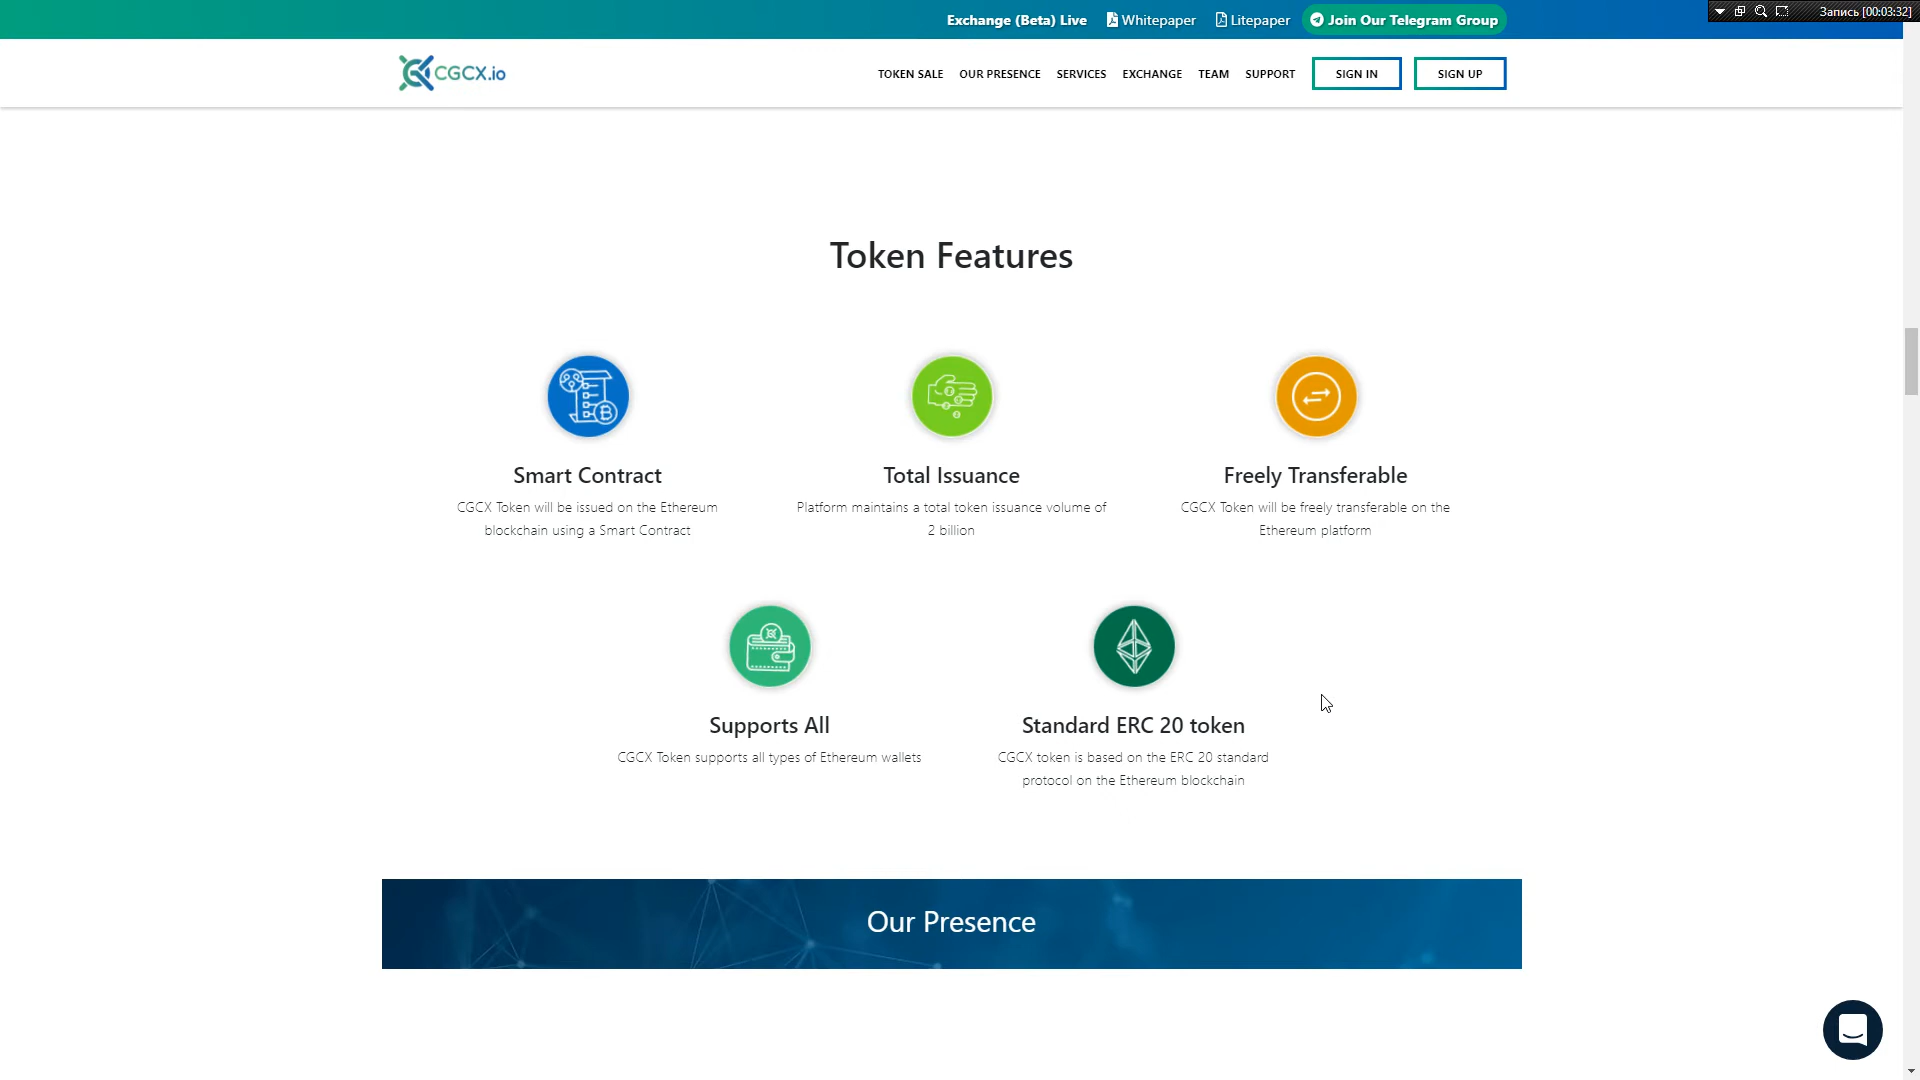 Exchange (Beta) Live Whitepaper Litepaper Join Our Telegram Group
Запись [00:03:32]
CGCX.io
TOKEN SALE OUR PRESENCE SERVICES EXCHANGE TEAM SUPPORT SIGN IN SIGN UP
Token Features
Smart Contract
CGCX Token will be issued on the Ethereum
blockchain using a Smart Contract
Total Issuance
Platform maintains a total token issuance volume of
2 billion
Freely Transferable
CGCX Token will be freely transferable on the
Ethereum platform
Supports All
CGCX Token supports all types of Ethereum wallets
Standard ERC 20 token
CGCX token is based on the ERC 20 standard
protocol on the Ethereum blockchain
Our Presence